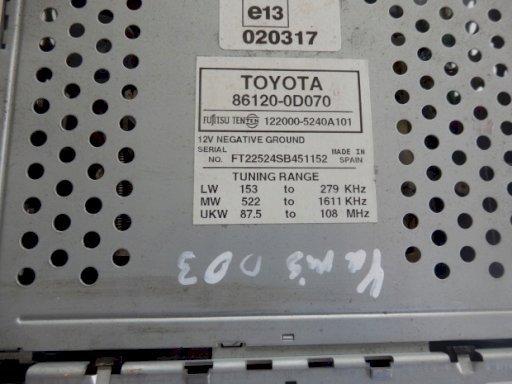 e13
020317
TOYOTA
86120-0D070
FUJITSU TEN TEN 122000-5240A101
12V NEGATIVE GROUND
SERIAL NO. FT22524SB451152 MADE IN SPAIN
TUNING RANGE
LW 153 to 279 KHz
MW 522 to 1611 KHz
UKW 87.5 to 108 MHz
Yaris 003